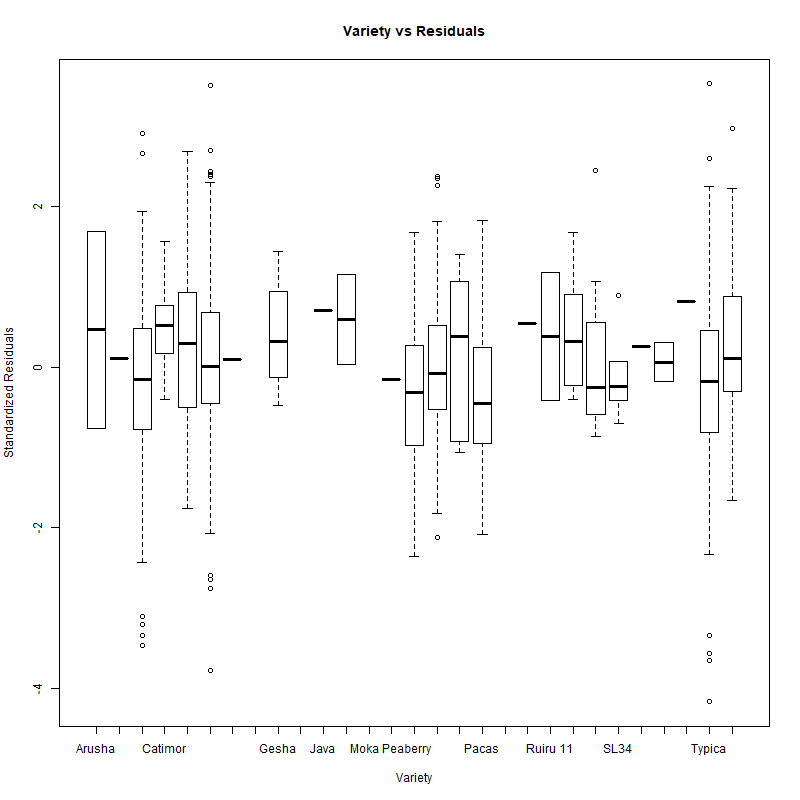 Variety vs Residuals
Standardized Residuals
2
0
-2
-4
Arusha Catimor Gesha Java Moka Peaberry Pacas Ruiru 11 SL34 Typica
Variety